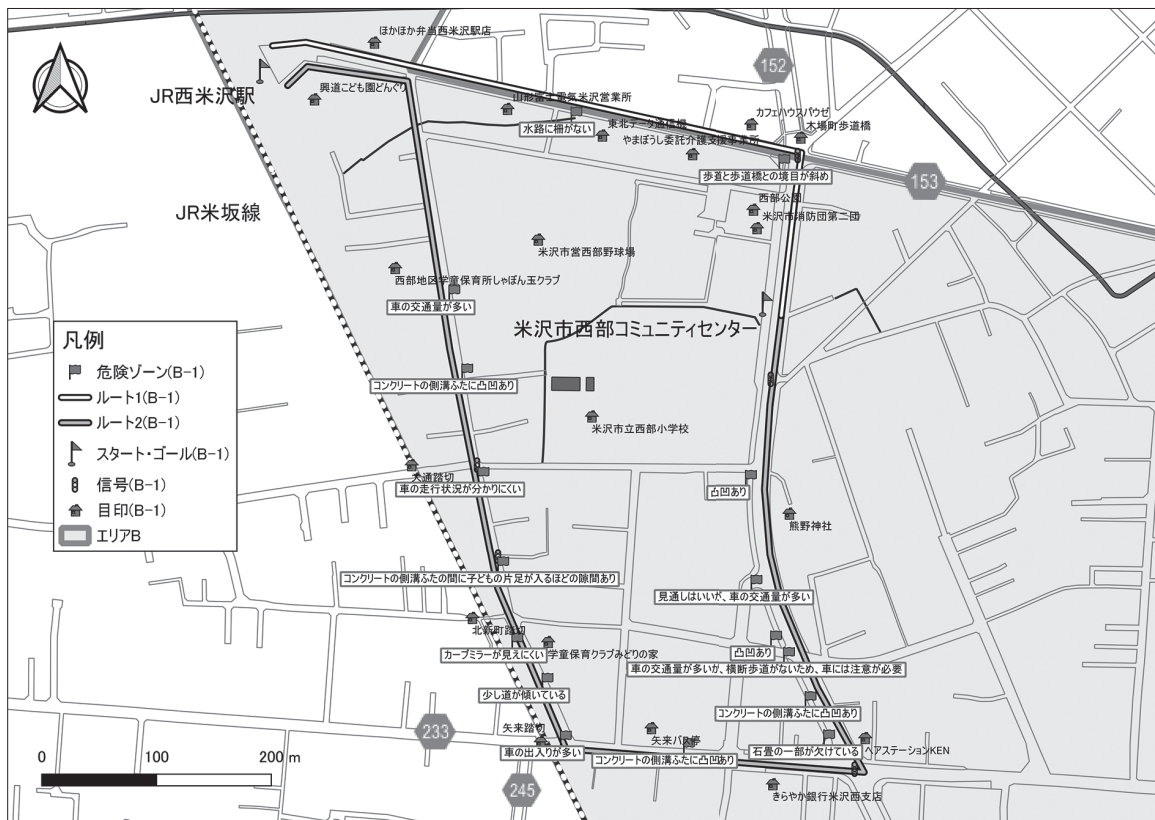 ほかほか弁当西米沢駅店
152
JR西米沢駅
興道こども園どんぐり
山形富士電気米沢営業所
カフェハウスパウゼ
木場町歩道橋
水路に柵がない
東北データ通信機
やまぼうし委託介護支援事業所
歩道と歩道橋との境目が斜め
153
西部公園
米沢市消防団第二団
JR米坂線
米沢市営西部野球場
西部地区学童保育所しゃぼん玉クラブ
車の交通量が多い
米沢市西部コミュニティセンター
凡例
危険ゾーン(B-1)
ルート1(B-1)
ルート2(B-1)
スタート・ゴール(B-1)
信号(B-1)
目印(B-1)
エリアB
コンクリートの側溝ふたに凸凹あり
米沢市立西部小学校
大通踏切
車の走行状況が分かりにくい
凸凹あり
熊野神社
コンクリートの側溝ふたの間に子どもの片足が入るほどの隙間あり
見通しはいいが、車の交通量が多い
北新町踏切
カーブミラーが見えにくい
学童保育クラブみどりの家
凸凹あり
車の交通量が多いが、横断歩道がないため、車には注意が必要
少し道が傾いている
コンクリートの側溝ふたに凸凹あり
233
矢来踏切
矢来バス停
車の出入りが多い
コンクリートの側溝ふたに凸凹あり
石畳の一部が欠けている
ヘアステーションKEN
0 100 200 m
245
きらやか銀行米沢西支店